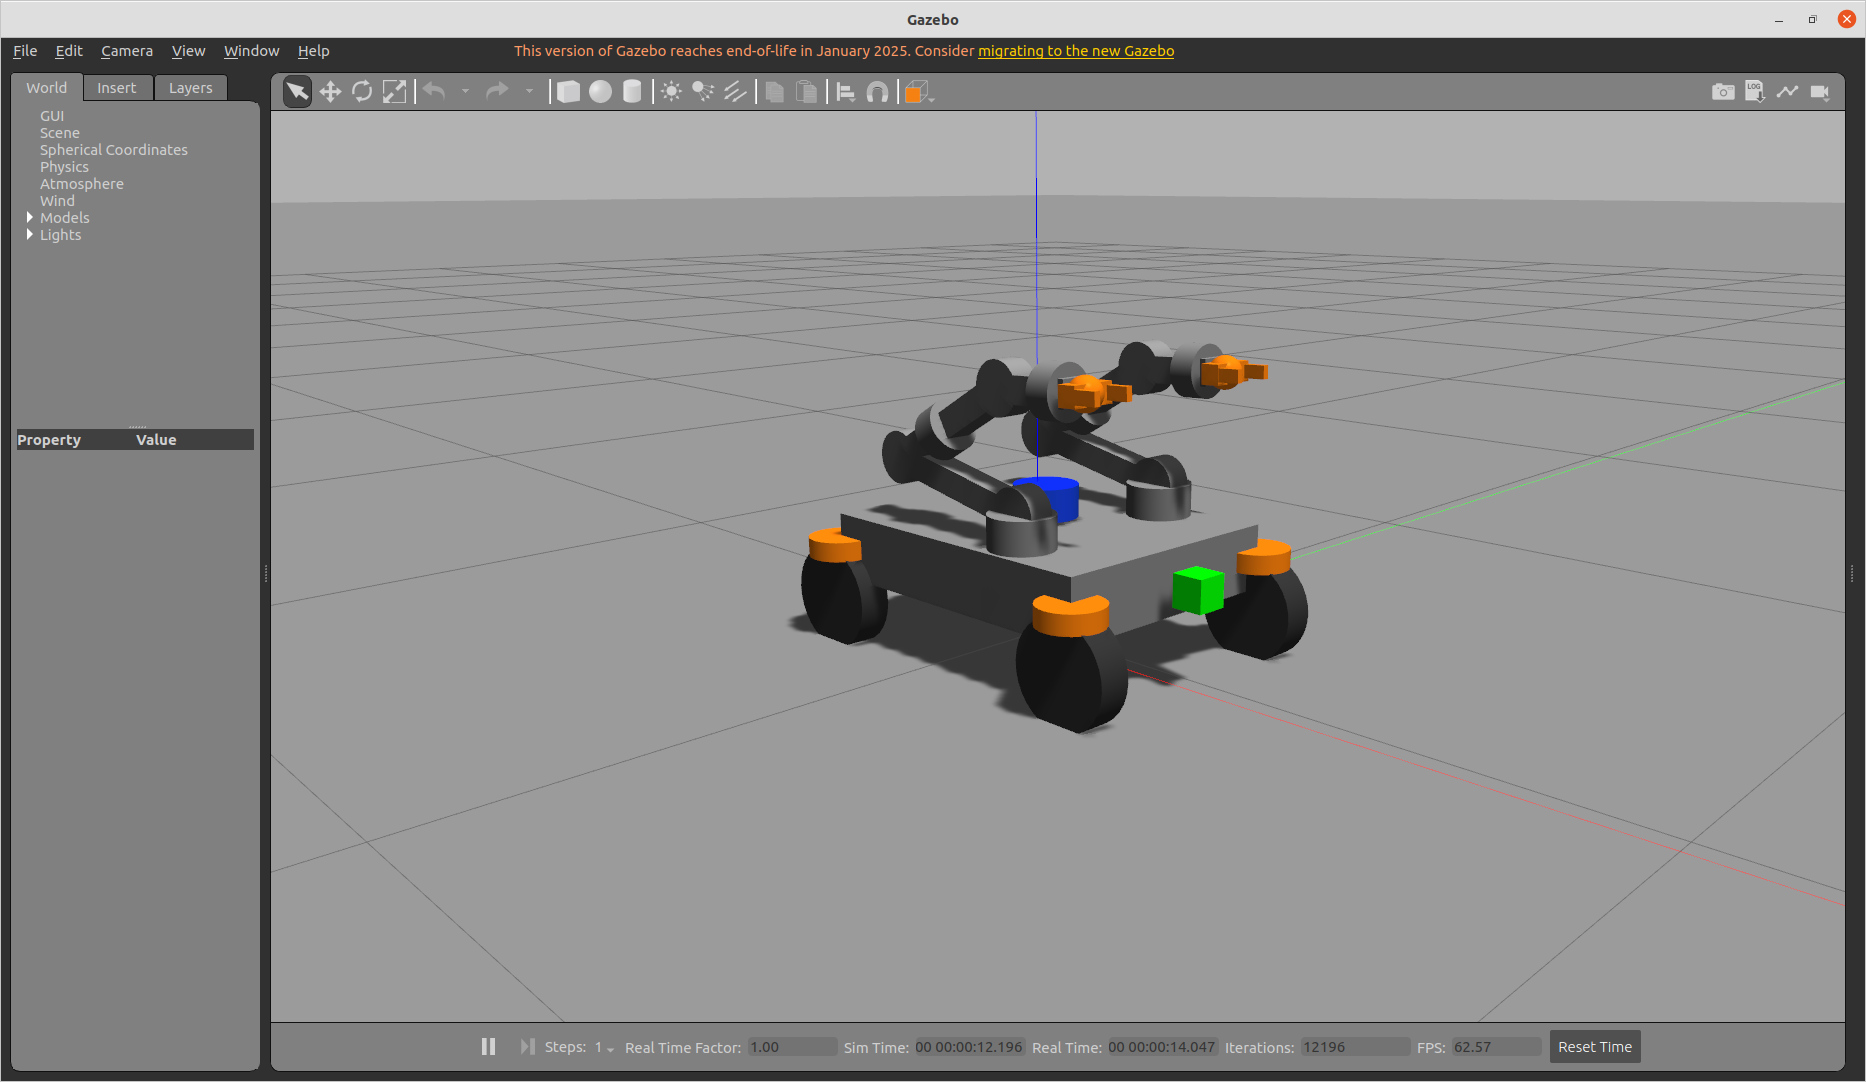 Gazebo
File Edit Camera View Window Help
This version of Gazebo reaches end-of-life in January 2025. Consider migrating to the new Gazebo
World Insert Layers
LOG
GUI
Scene
Spherical Coordinates
Physics
Atmosphere
Wind
Models
Lights
Property Value
Steps: 1 Real Time Factor: 1.00 Sim Time: 00 00:00:12.196 Real Time: 00 00:00:14.047 Iterations: 12196 FPS: 62.57 Reset Time